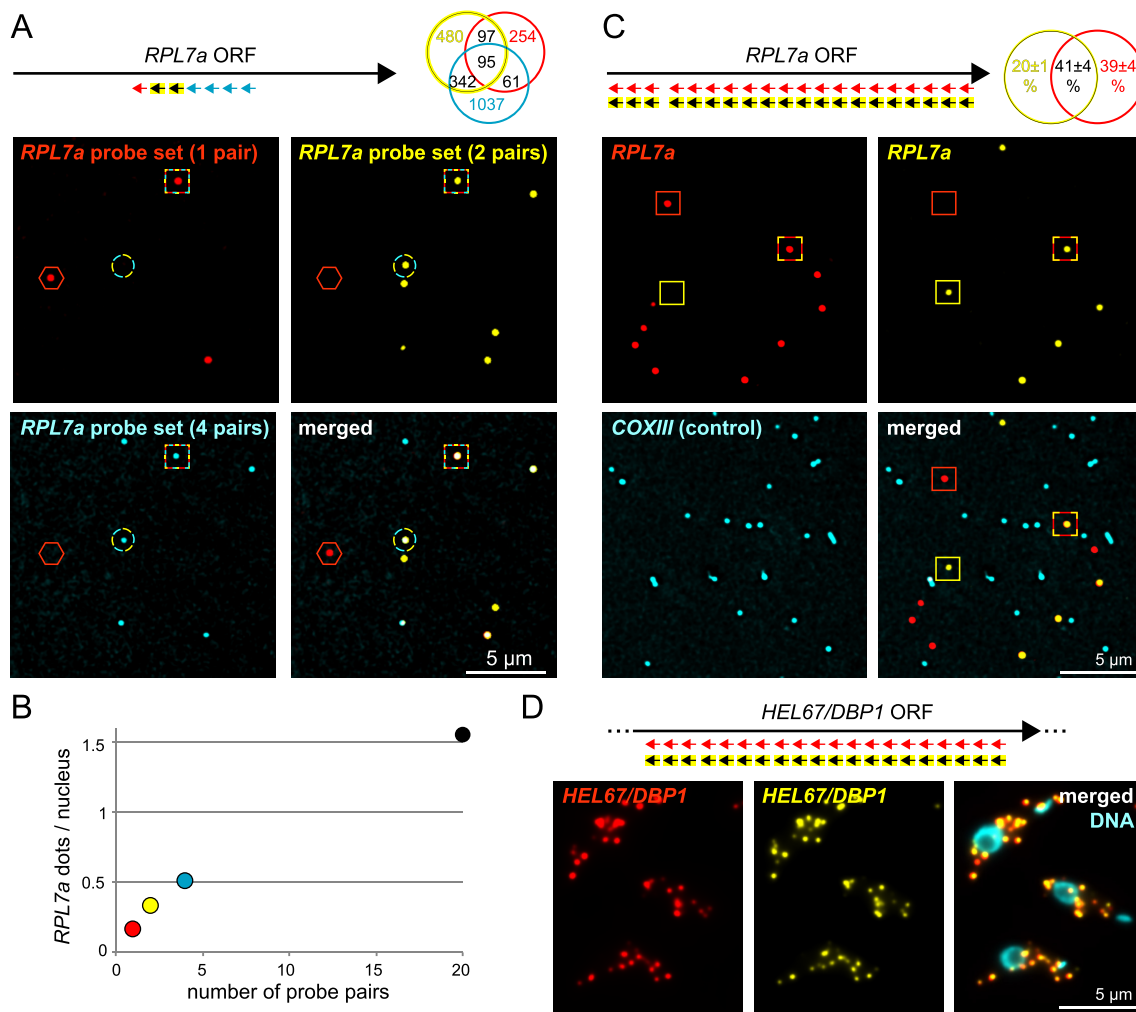 A
RPL7a ORF
480
97
254
95
342
61
1037
RPL7a probe set (1 pair)
RPL7a probe set (2 pairs)
RPL7a probe set (4 pairs)
merged
5 µm
B
RPL7a dots / nucleus
1.5
1
0.5
0
0
5
10
15
20
number of probe pairs
C
RPL7a ORF
20±1
%
41±4
%
39±4
%
RPL7a
RPL7a
COXIII (control)
merged
5 µm
D
HEL67/DBP1 ORF
HEL67/DBP1
HEL67/DBP1
merged
DNA
5 µm